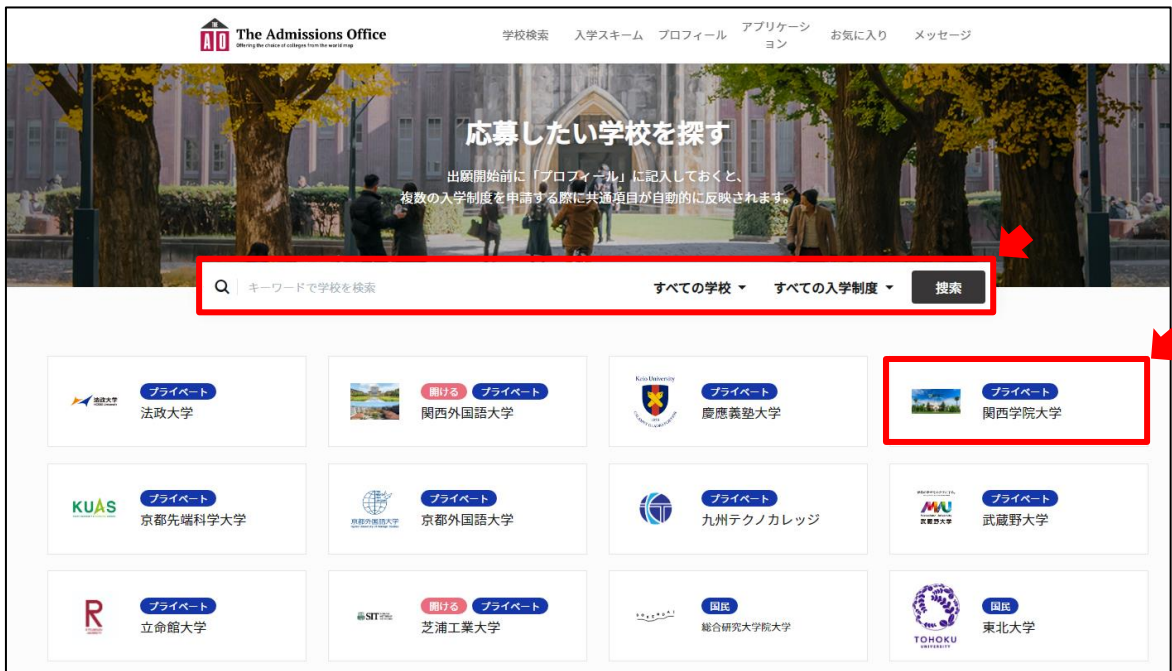 The Admissions Office
Offering the choice of colleges from the world map
学校検索 入学スキーム プロフィール アプリケーシ
ョン お気に入り メッセージ
応募したい学校を探す
出願開始前に「プロフィール」に記入しておくと、
複数の入学制度を申請する際に共通項目が自動的に反映されます。
キーワードで学校を検索 すべての学校 すべての入学制度 捜索
法政大学
プライベート
法政大学
開ける プライベート
関西外国語大学
Keio University
プライベート
慶應義塾大学
プライベート
関西学院大学
KUAS
プライベート
京都先端科学大学
京都外国語大学
プライベート
京都外国語大学
プライベート
九州テクノカレッジ
武蔵野大学
プライベート
武蔵野大学
R
プライベート
立命館大学
SIT
開ける プライベート
芝浦工業大学
国民
総合研究大学院大学
TOHOKU
UNIVERSITY
国民
東北大学